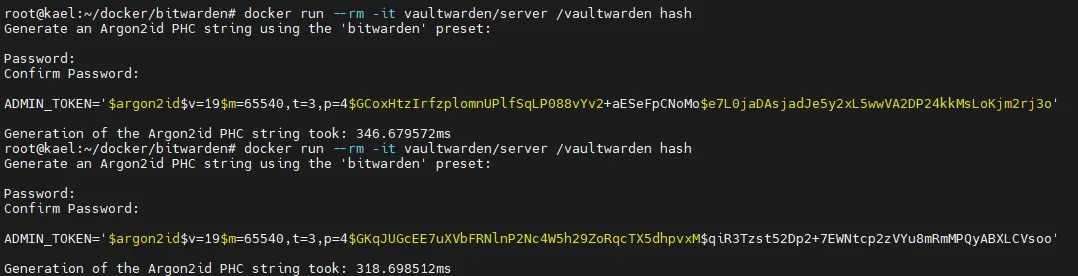 root@kael:~/docker/bitwarden# docker run --rm -it vaultwarden/server /vaultwarden hash
Generate an Argon2id PHC string using the 'bitwarden' preset:
Password:
Confirm Password:
ADMIN_TOKEN='$argon2id$v=19$m=65540,t=3,p=4$GCoxHtzIrfzplomnUPlfSqLP088vYv2+aESeFpCNoMo$e7L0jaDAsjadJe5y2xL5wwVA2DP24kkMsLoKjm2rj3o'
Generation of the Argon2id PHC string took: 346.679572ms
root@kael:~/docker/bitwarden# docker run --rm -it vaultwarden/server /vaultwarden hash
Generate an Argon2id PHC string using the 'bitwarden' preset:
Password:
Confirm Password:
ADMIN_TOKEN='$argon2id$v=19$m=65540,t=3,p=4$GKqJUGcEE7uXVbFRNlnP2Nc4W5h29ZoRqcTX5dhpvxM$qiR3Tzst52Dp2+7EWNtcp2zVYu8mRmMPQyABXLCVsoo'
Generation of the Argon2id PHC string took: 318.698512ms